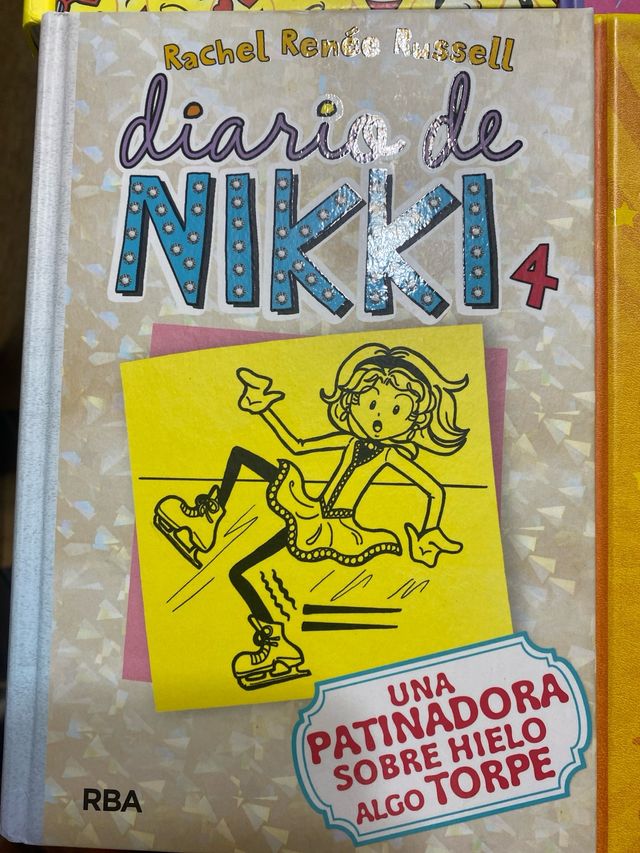 Rachel Renée Russell
diario de
NIKKI 4
UNA
PATINADORA
SOBRE HIELO
ALGO TORPE
RBA